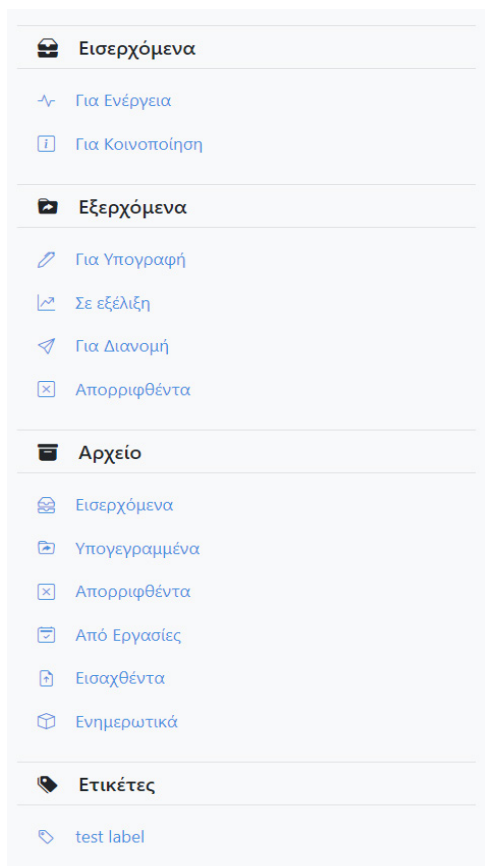 Εισερχόμενα
Για Ενέργεια
Για Κοινοποίηση
Εξερχόμενα
Για Υπογραφή
Σε εξέλιξη
Για Διανομή
Απορριφθέντα
Αρχείο
Εισερχόμενα
Υπογεγραμμένα
Απορριφθέντα
Από Εργασίες
Εισαχθέντα
Ενημερωτικά
Ετικέτες
test label